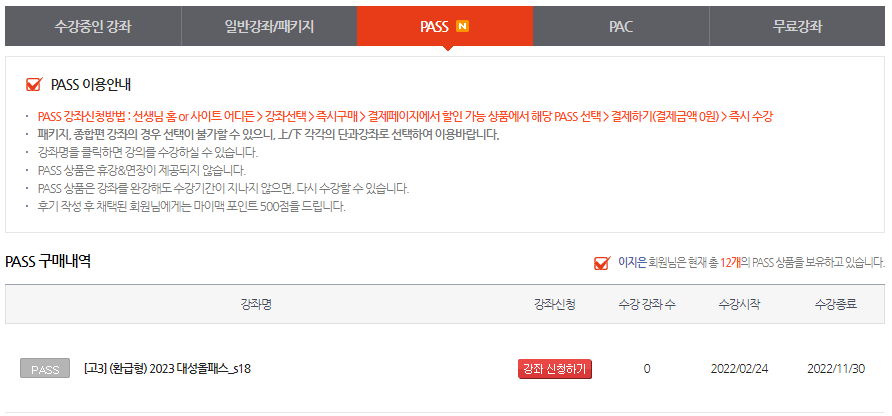 수강중인 강좌 일반강좌/패키지 PASS N PAC 무료강좌
PASS 이용안내
· PASS 강좌신청방법 : 선생님 홈 or 사이트 어디든 > 강좌선택 > 즉시구매 > 결제페이지에서 할인 가능 상품에서 해당 PASS 선택 > 결제하기(결제금액 0원) > 즉시 수강
· 패키지, 종합편 강좌의 경우 선택이 불가할 수 있으니, 上/下 각각의 단과강좌로 선택하여 이용바랍니다.
· 강좌명을 클릭하면 강의를 수강하실 수 있습니다.
· PASS 상품은 휴강&연장이 제공되지 않습니다.
· PASS 상품은 강좌를 완강해도 수강기간이 지나지 않으면, 다시 수강할 수 있습니다.
· 후기 작성 후 채택된 회원님에게는 마이맥 포인트 500점을 드립니다.
PASS 구매내역 이지은 회원님은 현재 총 12개의 PASS 상품을 보유하고 있습니다.
강좌명 강좌신청 수강 강좌 수 수강시작 수강종료
PASS [고3] (환급형) 2023 대성올패스_s18 강좌 신청하기 0 2022/02/24 2022/11/30